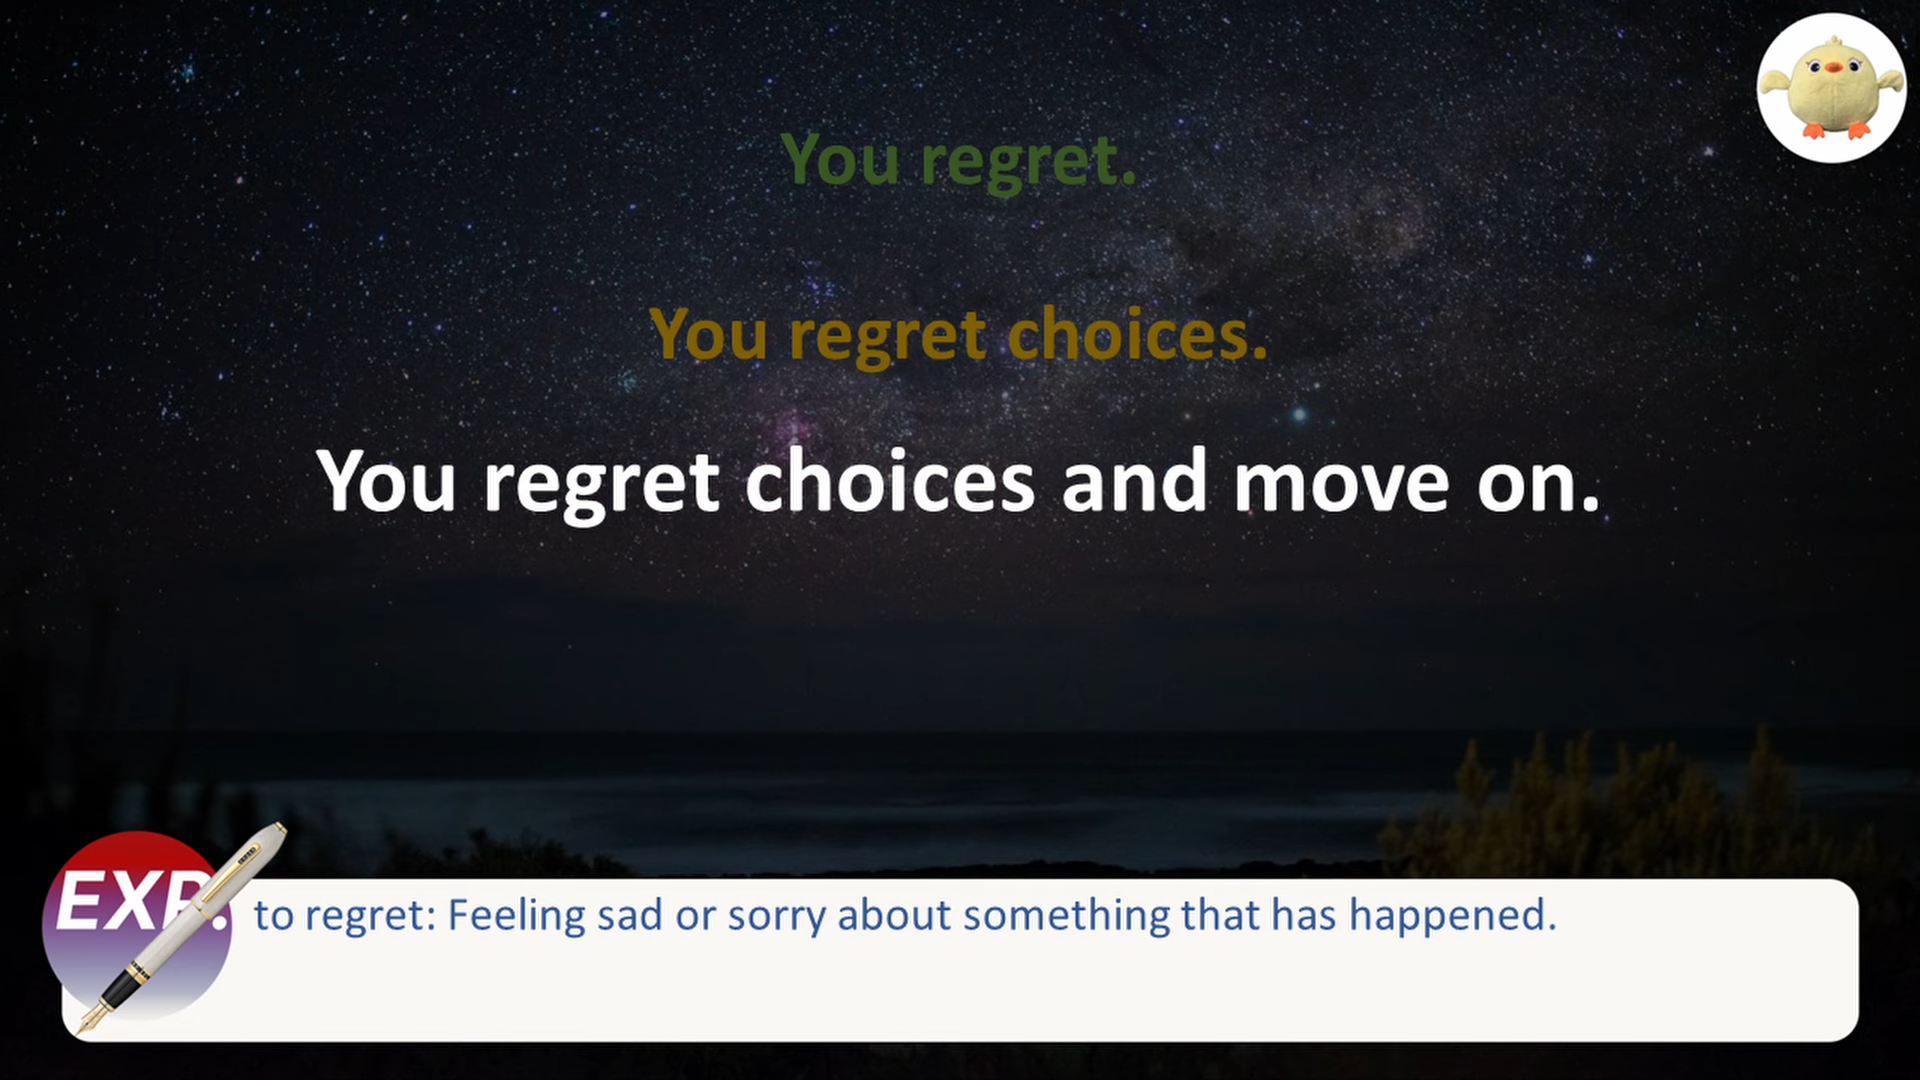 You regret.
You regret choices.
You regret choices and move on.
EXP.
to regret: Feeling sad or sorry about something that has happened.